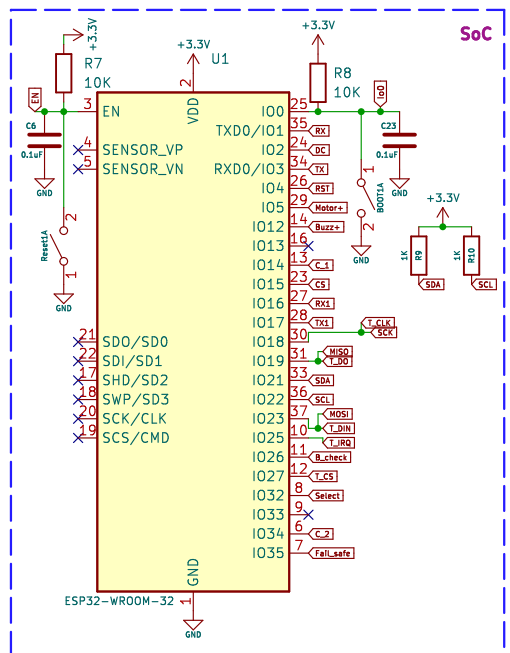 SoC
+3.3V
R7
10K
+3.3V
U1
+3.3V
R8
10K
EN
3
EN
2
VDD
IO0
25
Io0
C6
0.1uF
GND
C23
0.1uF
GND
TXD0/IO1
35
RX
4
SENSOR_VP
IO2
24
DC
5
SENSOR_VN
RXD0/IO3
34
TX
IO4
26
RST
IO5
29
Motor+
IO12
14
Buzz+
IO13
16
IO14
13
C_1
IO15
23
CS
IO16
27
RX1
IO17
28
TX1
IO18
30
T_CLK
SCK
IO19
31
MISO
T_DO
IO21
33
SDA
IO22
36
SCL
IO23
37
MOSI
T_DIN
IO25
10
T_IRQ
IO26
11
B_check
IO27
12
T_CS
IO32
8
Select
IO33
9
IO34
6
C_2
IO35
7
Fail_safe
1
BOOT1A
2
GND
2
Reset1A
1
GND
+3.3V
1K
R9
SDA
1K
R10
SCL
21
SDO/SD0
22
SDI/SD1
17
SHD/SD2
18
SWP/SD3
20
SCK/CLK
19
SCS/CMD
GND
ESP32-WROOM-32
1
GND